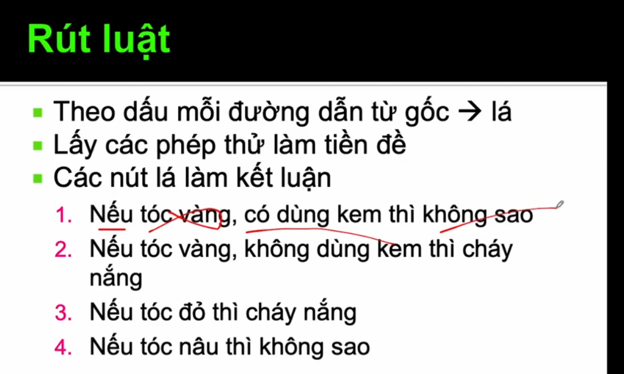 Rút luật
Theo dấu mỗi đường dẫn từ gốc → lá
Lấy các phép thử làm tiền đề
Các nút lá làm kết luận
1. Nếu tóc vàng, có dùng kem thì không sao
2. Nếu tóc vàng, không dùng kem thì cháy
nắng
3. Nếu tóc đỏ thì cháy nắng
4. Nếu tóc nâu thì không sao